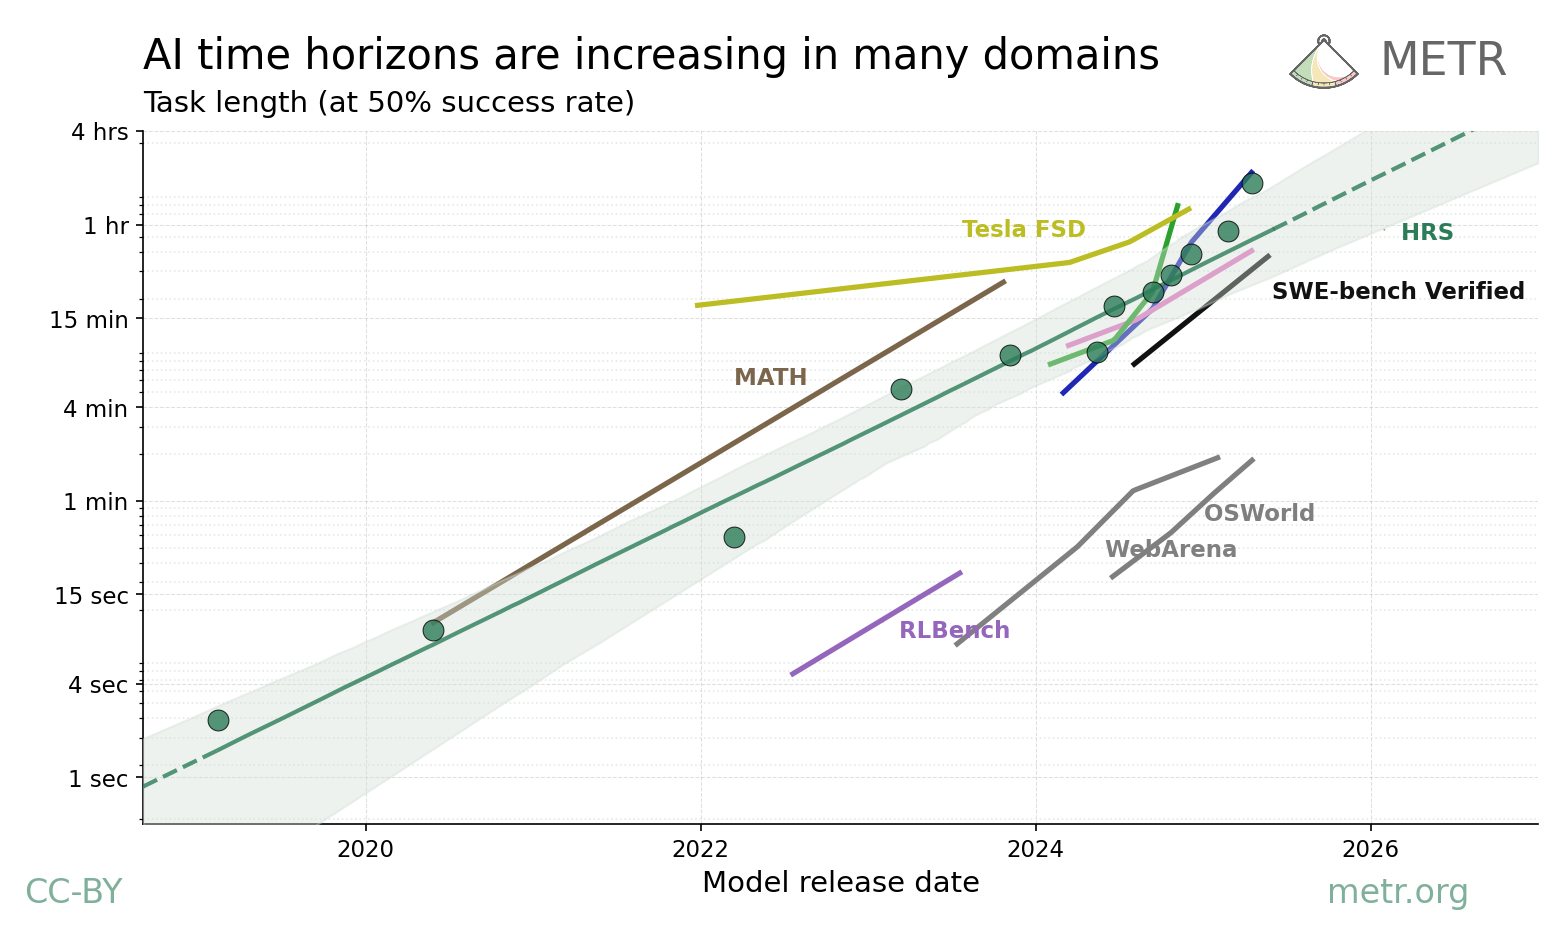 AI time horizons are increasing in many domains
METR
Task length (at 50% success rate)
4 hrs
1 hr
15 min
4 min
1 min
15 sec
4 sec
1 sec
Tesla FSD
HRS
SWE-bench Verified
MATH
OSWorld
WebArena
RLBench
2020
2022
2024
2026
Model release date
CC-BY
metr.org